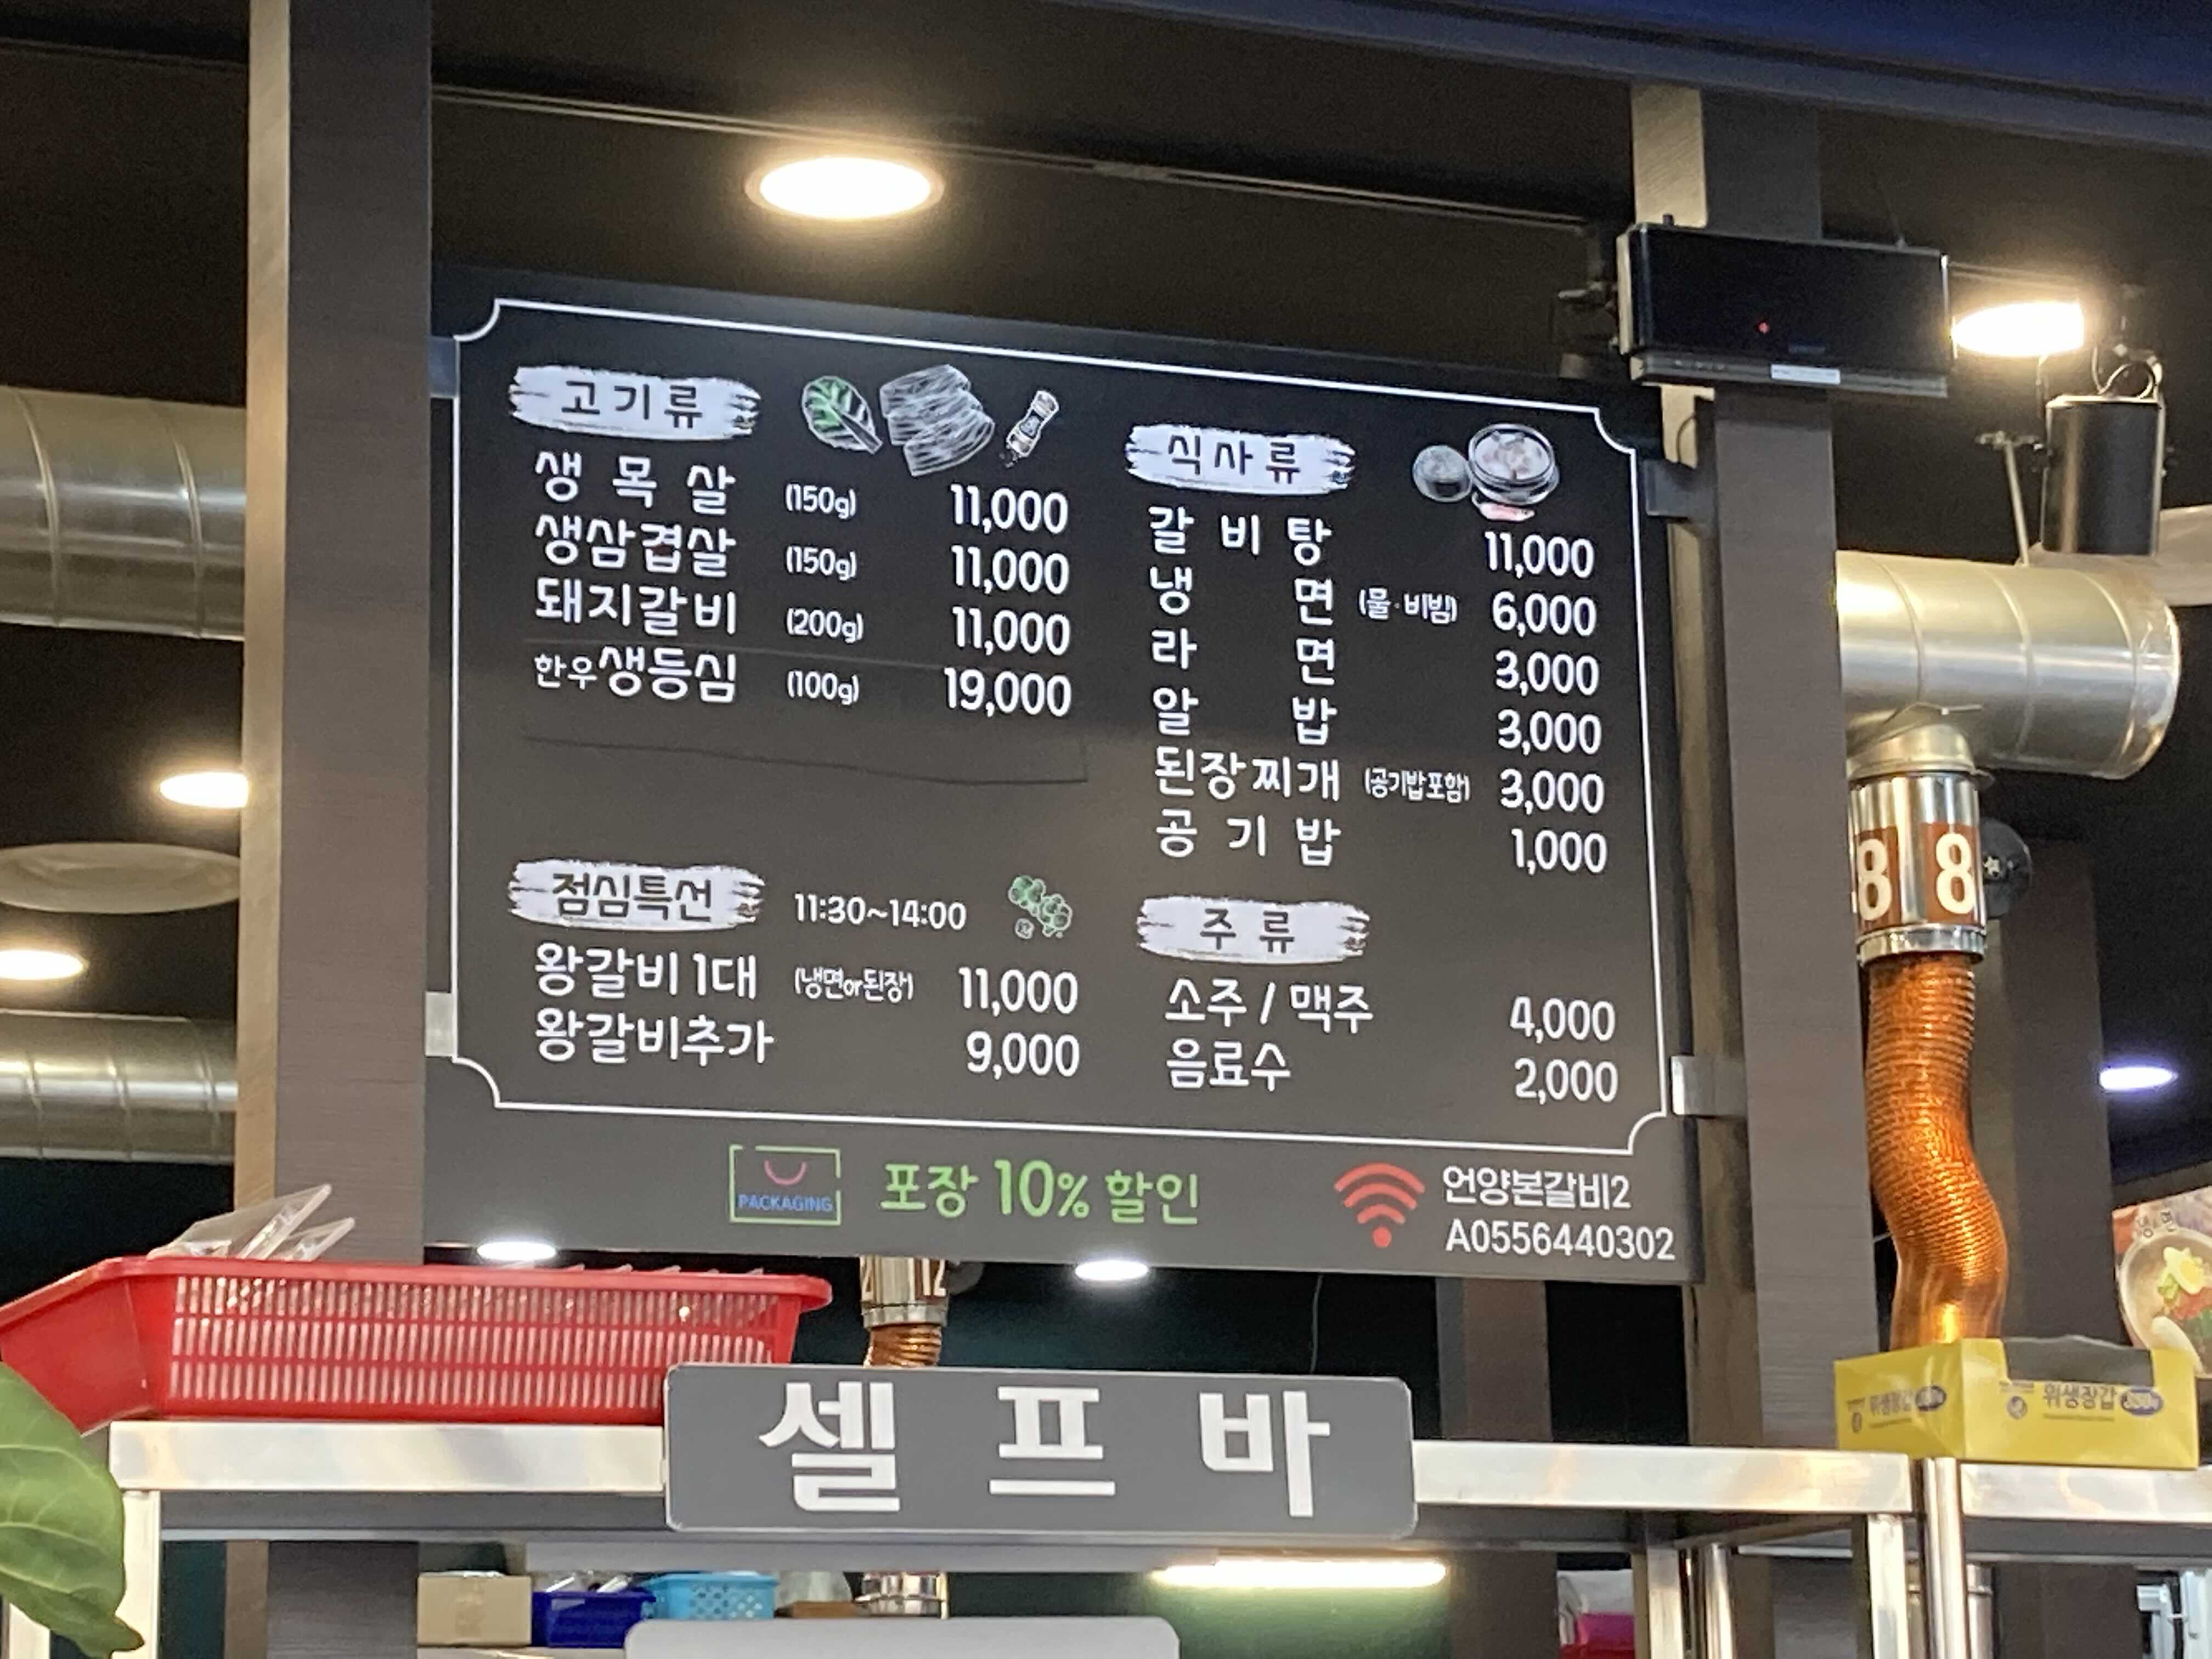 고기류
생 목 살 (150g) 11,000
생삼겹살 (150g) 11,000
돼지갈비 (200g) 11,000
한우생등심 (100g) 19,000
점심특선 11:30~14:00
왕갈비 1대 (냉면or된장) 11,000
왕갈비추가 9,000
식사류
갈 비 탕 11,000
냉 면 (물·비빔) 6,000
라 면 3,000
알 밥 3,000
된장찌개 (공기밥포함) 3,000
공 기 밥 1,000
주 류
소주 / 맥주 4,000
음료수 2,000
PACKAGING
포장 10% 할인
언양본갈비2
A0556440302
8 8
12
셀 프 바
위생장갑
위생장갑